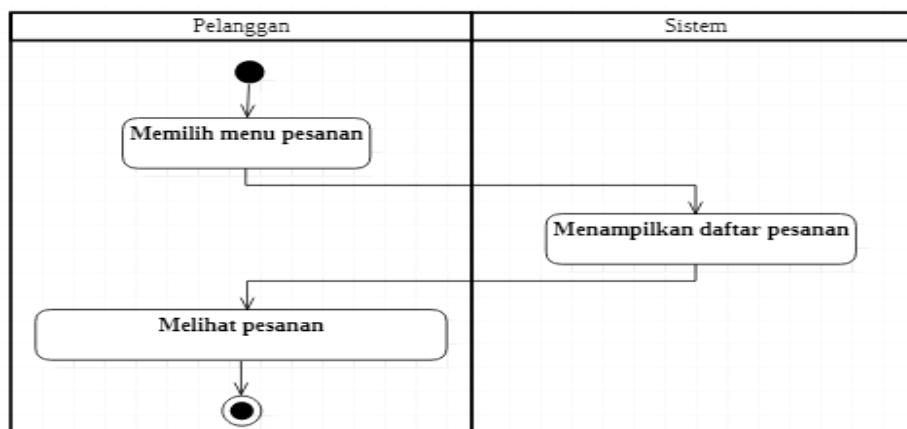 Pelanggan
Sistem
Memilih menu pesanan
Menampilkan daftar pesanan
Melihat pesanan